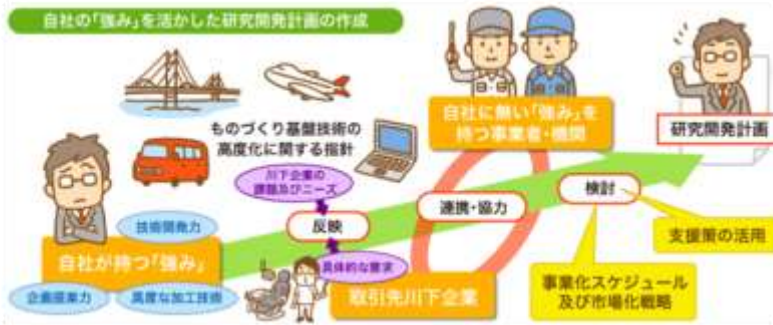 自社の「強み」を活かした研究開発計画の作成
ものづくり基盤技術の
高度化に関する指針
川下企業の
課題及びニーズ
反映
具体的な要求
技術開発力
自社が持つ「強み」
企画提案力
高度な加工技術
自社に無い「強み」を
持つ事業者・機関
連携・協力
取引先川下企業
検討
事業化スケジュール
及び市場化戦略
支援策の活用
研究開発計画